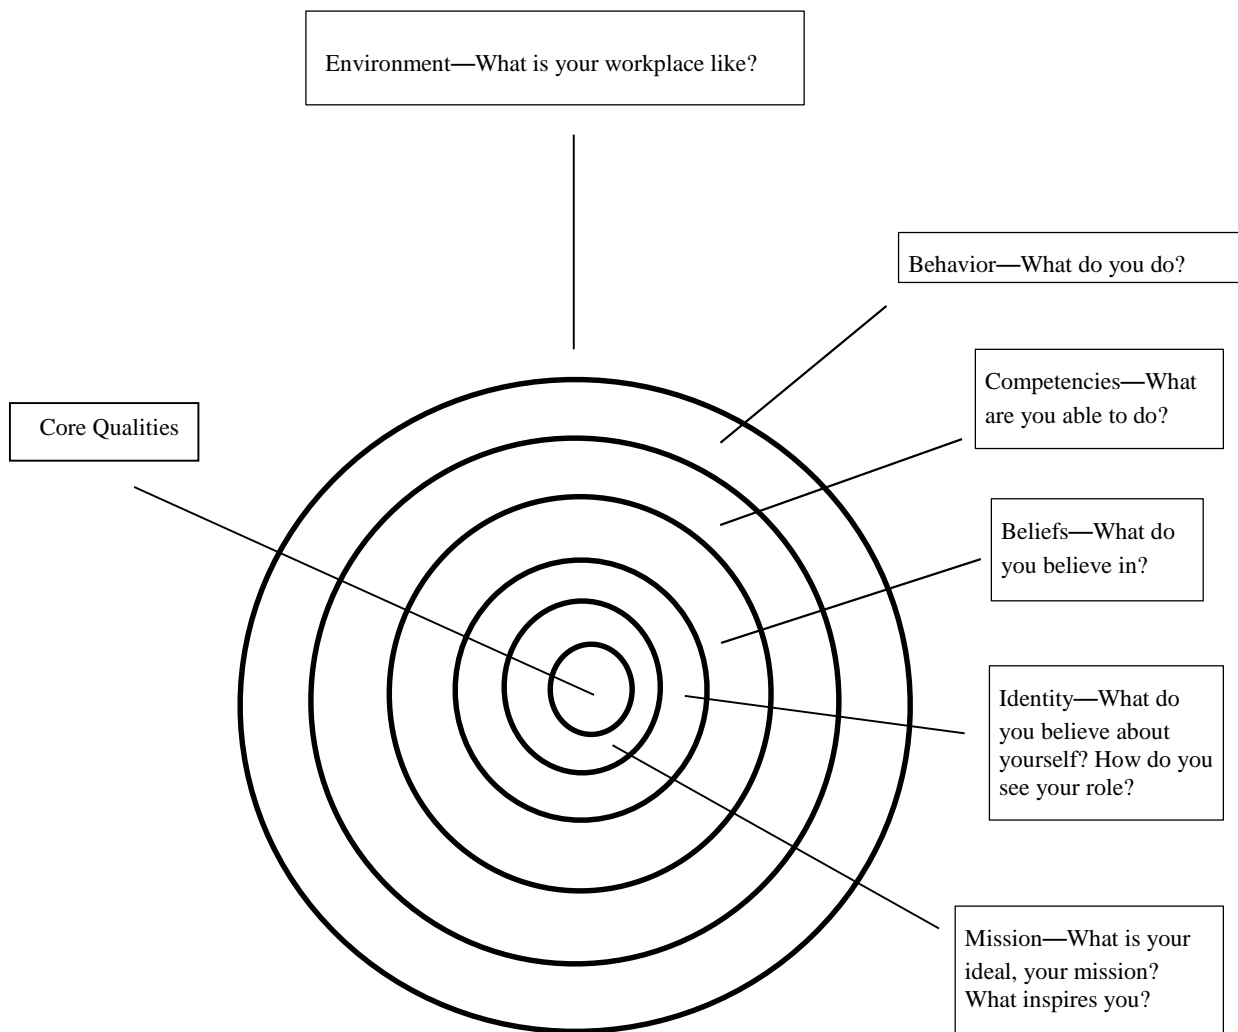 Environment—What is your workplace like?
Behavior—What do you do?
Competencies—What
are you able to do?
Core Qualities
Beliefs—What do
you believe in?
Identity—What do
you believe about
yourself? How do you
see your role?
Mission—What is your
ideal, your mission?
What inspires you?